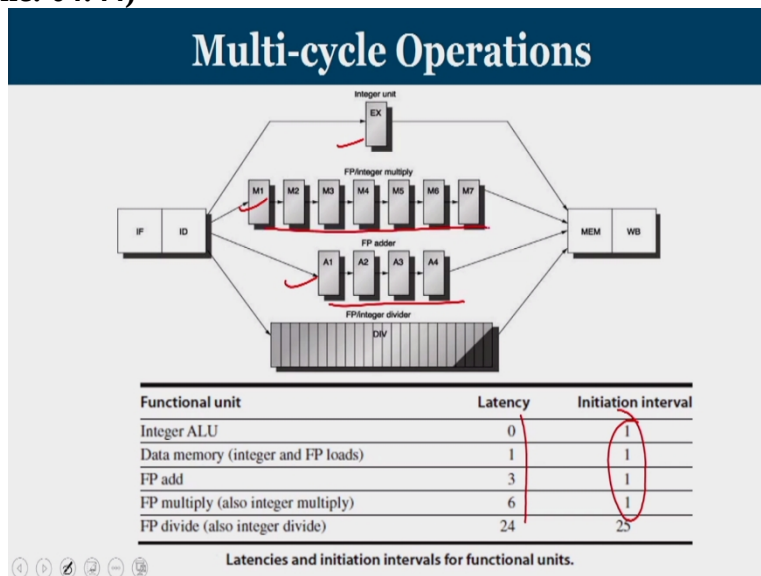 Multi-cycle Operations
Integer unit
EX
FP/integer multiply
M1 M2 M3 M4 M5 M6 M7
IF ID
MEM WB
FP adder
A1 A2 A3 A4
FP/integer divider
DIV
Functional unit Latency Initiation interval
Integer ALU 0 1
Data memory (integer and FP loads) 1 1
FP add 3 1
FP multiply (also integer multiply) 6 1
FP divide (also integer divide) 24 25
Latencies and initiation intervals for functional units.